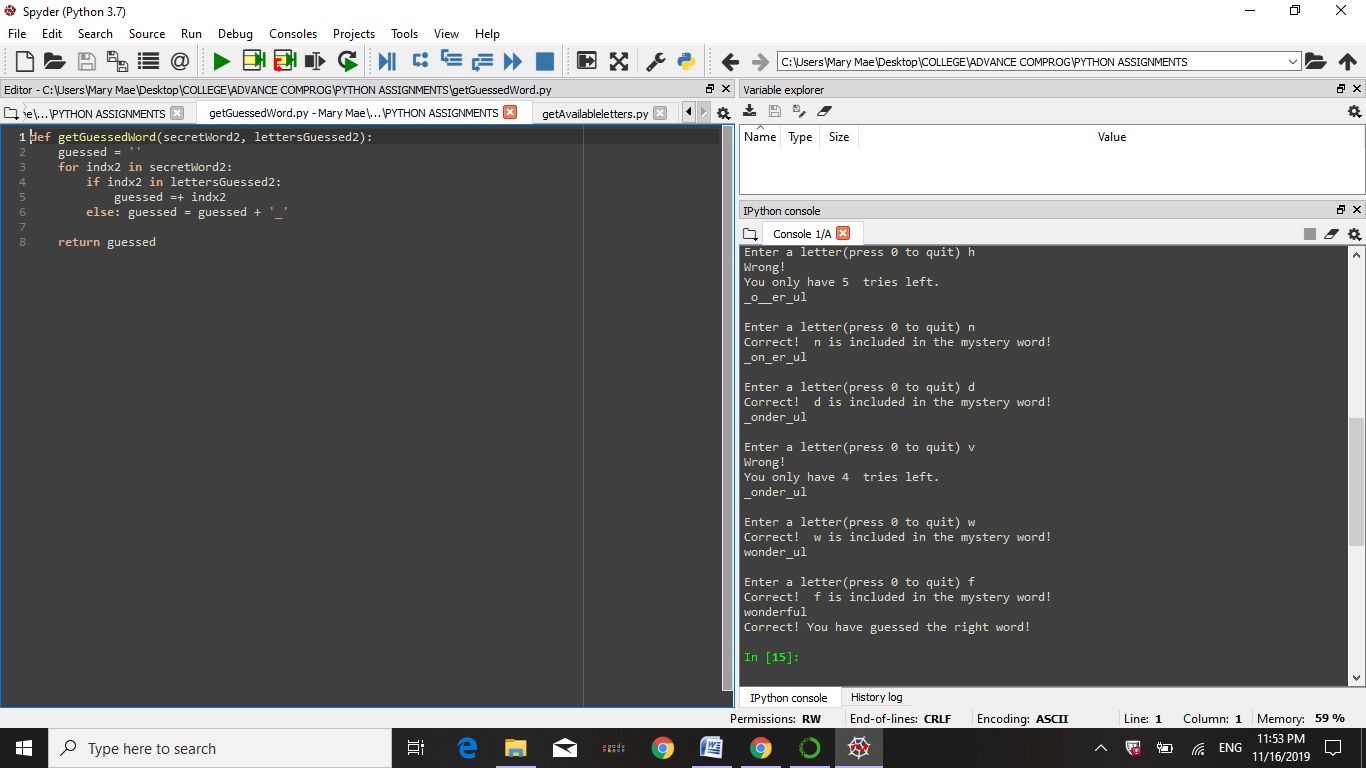 Spyder (Python 3.7)
File Edit Search Source Run Debug Consoles Projects Tools View Help
C:\Users\Mary Mae\Desktop\COLLEGE\ADVANCE COMPROG\PYTHON ASSIGNMENTS
Editor - C:\Users\Mary Mae\Desktop\COLLEGE\ADVANCE COMPROG\PYTHON ASSIGNMENTS\getGuessedWord.py
\PYTHON ASSIGNMENTS getGuessedWord.py - Mary Mae\...\PYTHON ASSIGNMENTS getAvailableletters.py
1 def getGuessedWord(secretWord2, lettersGuessed2):
2 guessed = ''
3 for indx2 in secretWord2:
4 if indx2 in lettersGuessed2:
5 guessed =+ indx2
6 else: guessed = guessed + '_'
7
8 return guessed
Variable explorer
Name Type Size Value
IPython console
Console 1/A
Enter a letter(press 0 to quit) h
Wrong!
You only have 5  tries left.
_o__er_ul
Enter a letter(press 0 to quit) n
Correct!  n is included in the mystery word!
_on_er_ul
Enter a letter(press 0 to quit) d
Correct!  d is included in the mystery word!
_onder_ul
Enter a letter(press 0 to quit) v
Wrong!
You only have 4  tries left.
_onder_ul
Enter a letter(press 0 to quit) w
Correct!  w is included in the mystery word!
wonder_ul
Enter a letter(press 0 to quit) f
Correct!  f is included in the mystery word!
wonderful
Correct! You have guessed the right word!
In [15]:
IPython console History log
Permissions: RW End-of-lines: CRLF Encoding: ASCII Line: 1 Column: 1 Memory: 59 %
Type here to search
ENG
11:53 PM
11/16/2019